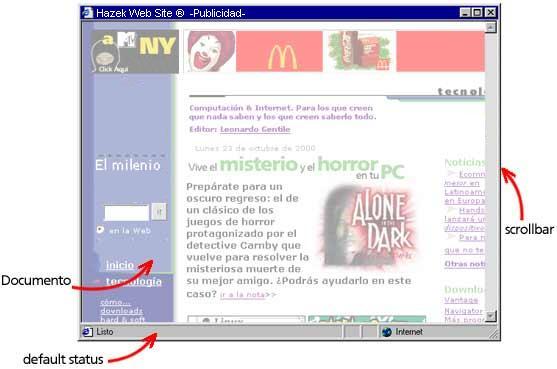 Hazek Web Site ® -Publicidad-
a MTV NY
Click Aquí
tecnolo
Computación & Internet. Para los que creen
que nada saben y los que creen saberlo todo.
Editor: Leonardo Gentile
Lunes 23 de octubre de 2000
El milenio
Vive el misterio y el horror
en tu PC
Prepárate para un
oscuro regreso: el de
un clásico de los
juegos de horror
protagonizado por el
detective Carnby que
vuelve para resolver la
misteriosa muerte de
su mejor amigo. ¿Podrás ayudarlo en este
caso? ir a la nota>>
ALONE
IN THE
DARK
Noticias
Ecomm
mejor en
Latinoame
en Europa
Hands
lanzará un
dispositivo
Para n
que no te
Otras not
Downloa
Vantage
Navigator
Más prog
ir
en la Web
inicio
tecnología
cómo...
downloads
hard & soft
Linux
Listo
Internet
scrollbar
Documento
default status